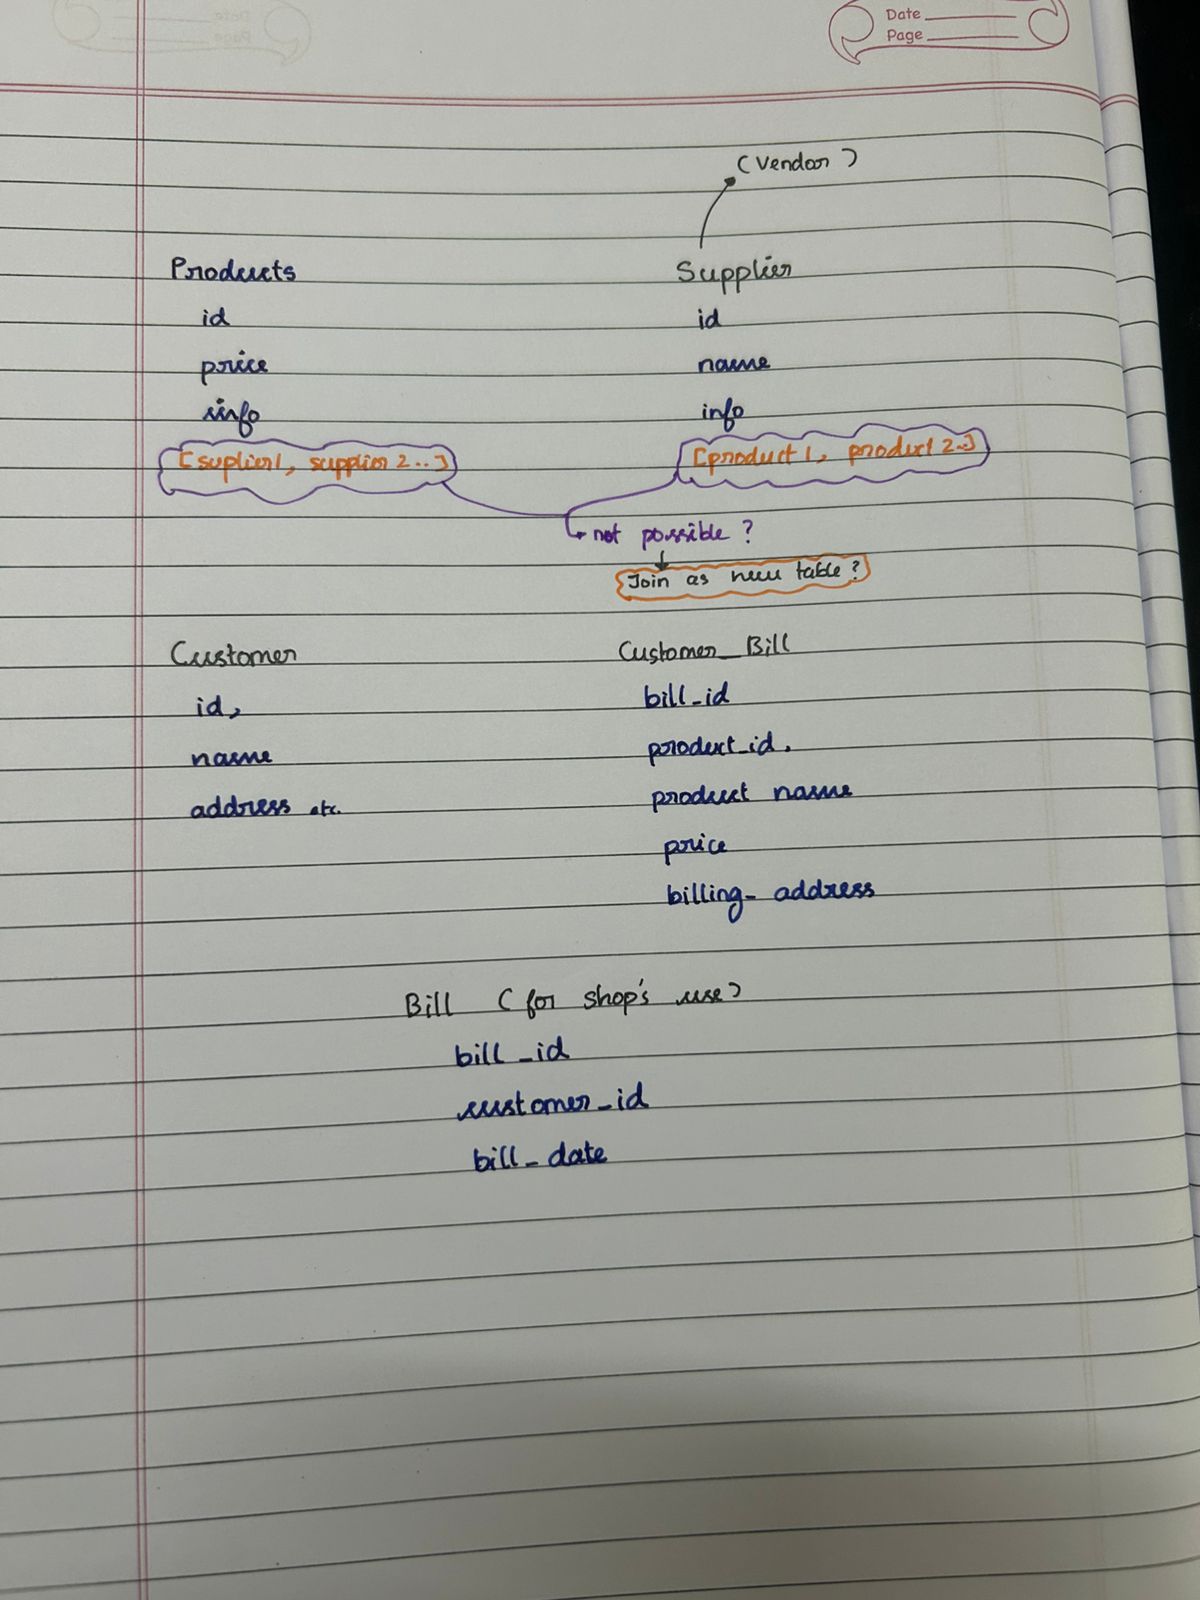 Date
Page
(Vendor)
Products
Supplier
id
id
price
name
info
info
[suplier1, supplier 2..]
[product 1, product 2..]
not possible ?
Join as new table ?
Customer
Customer_Bill
id,
bill_id
name
product_id,
address etc.
product name
price
billing_address
Bill (for shop's use)
bill_id
customer_id
bill_date